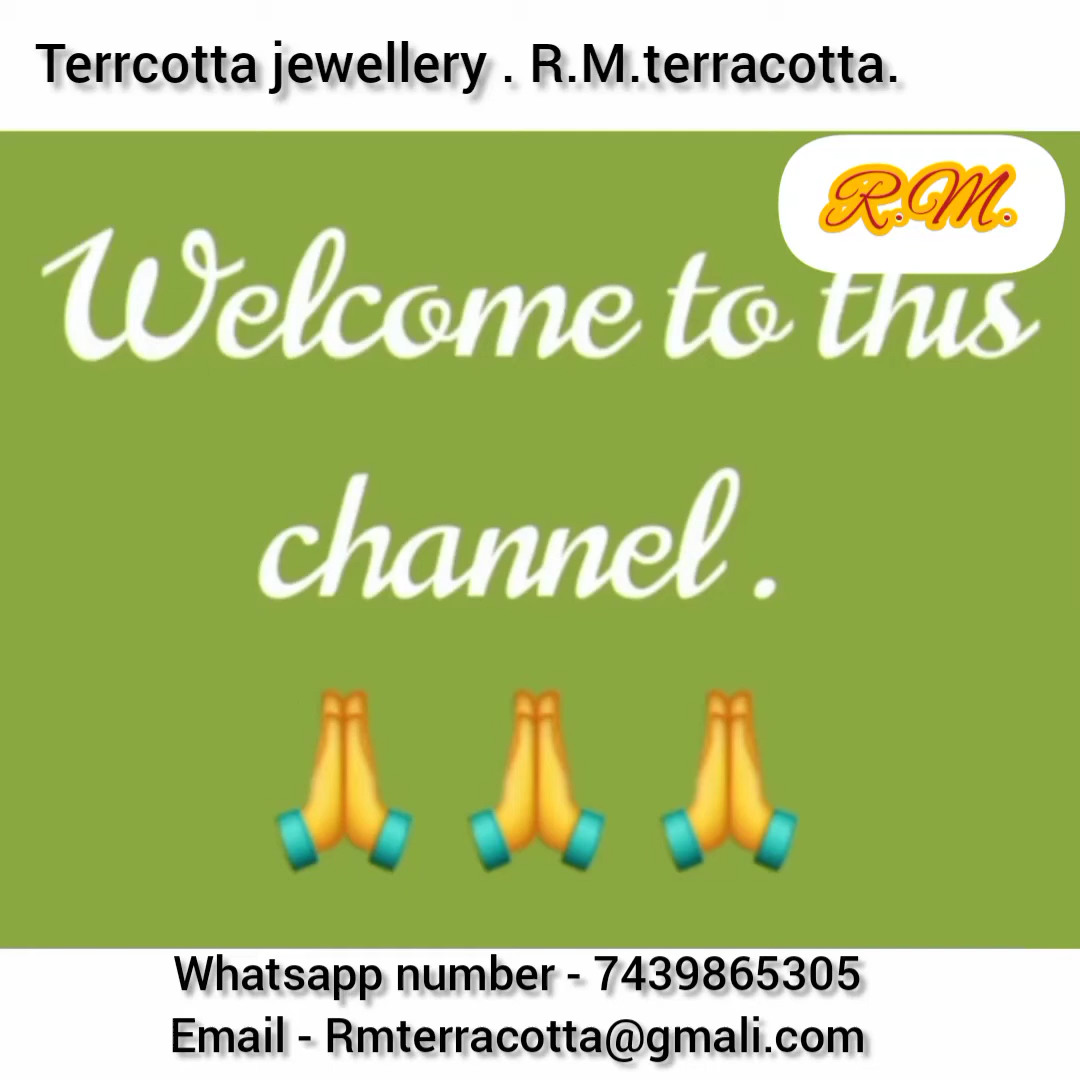 Terrcotta jewellery . R.M.terracotta.
R.M.
Welcome to this
channel .
Whatsapp number - 7439865305
Email - Rmterracotta@gmali.com